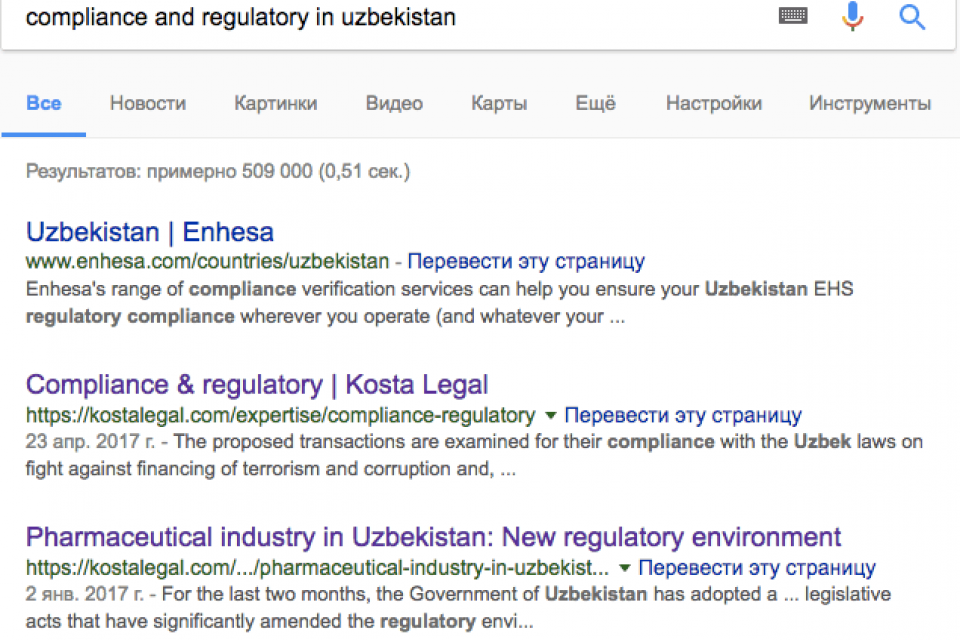 compliance and regulatory in uzbekistan
Все Новости Картинки Видео Карты Ещё Настройки Инструменты
Результатов: примерно 509 000 (0,51 сек.)
Uzbekistan | Enhesa
www.enhesa.com/countries/uzbekistan - Перевести эту страницу
Enhesa's range of compliance verification services can help you ensure your Uzbekistan EHS
regulatory compliance wherever you operate (and whatever your ...
Compliance & regulatory | Kosta Legal
https://kostalegal.com/expertise/compliance-regulatory ▼ Перевести эту страницу
23 апр. 2017 г. - The proposed transactions are examined for their compliance with the Uzbek laws on
fight against financing of terrorism and corruption and, ...
Pharmaceutical industry in Uzbekistan: New regulatory environment
https://kostalegal.com/.../pharmaceutical-industry-in-uzbekist... ▼ Перевести эту страницу
2 янв. 2017 г. - For the last two months, the Government of Uzbekistan has adopted a ... legislative
acts that have significantly amended the regulatory envi...